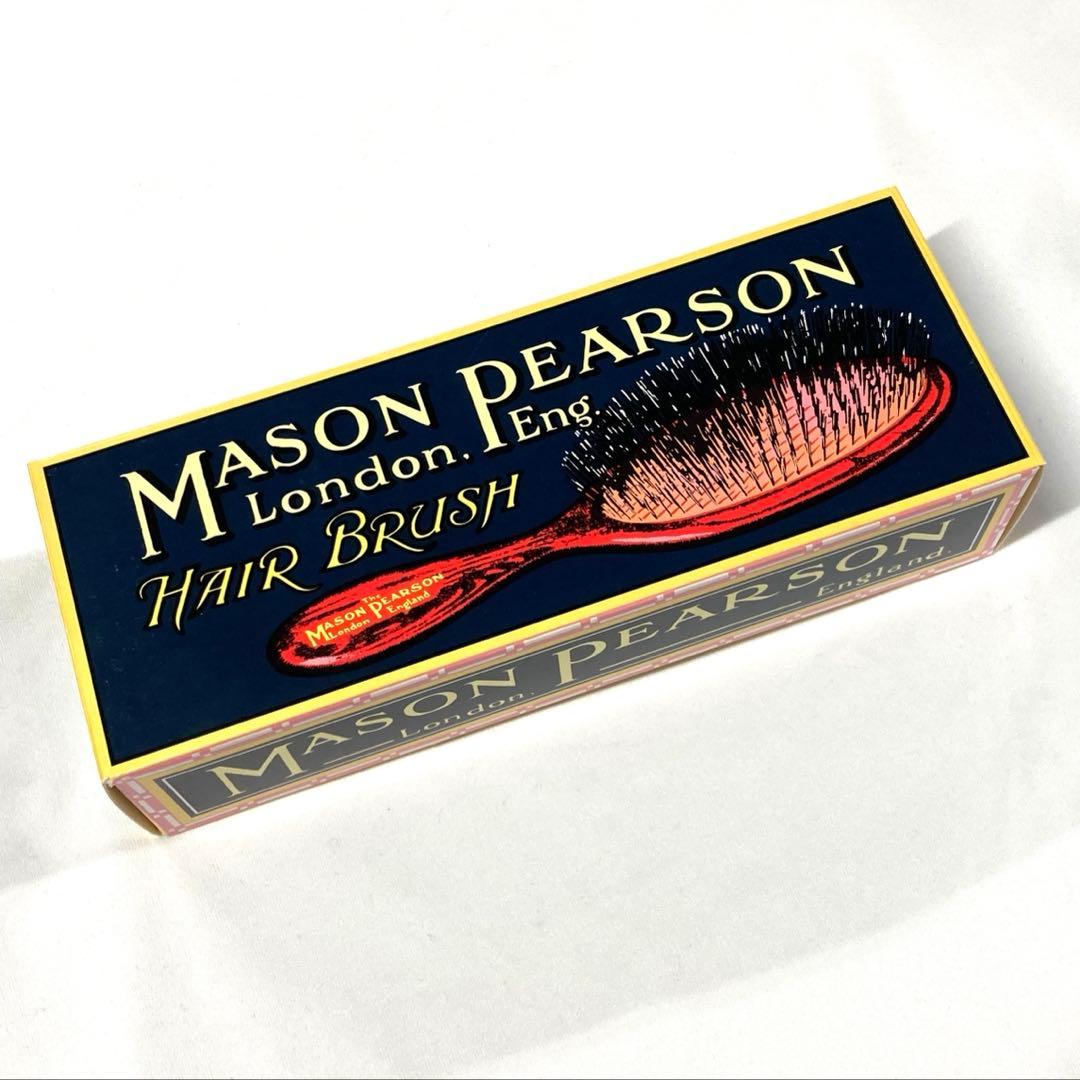 MASON PEARSON
London, Eng.
HAIR BRUSH
The
MASON PEARSON
London England
MASON PEARSON
London. England.